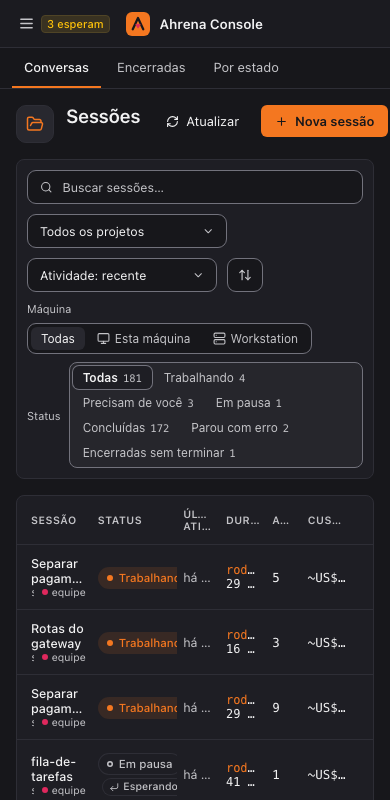 3 esperam
Ahrena Console
Conversas
Encerradas
Por estado
Sessões
Atualizar
Nova sessão
Buscar sessões...
Todos os projetos
Atividade: recente
Máquina
Todas
Esta máquina
Workstation
Status
Todas 181
Trabalhando 4
Precisam de você 3
Em pausa 1
Concluídas 172
Parou com erro 2
Encerradas sem terminar 1
SESSÃO STATUS ÚL... ATI... DUR... A... CUS...
Separar pagam...
equipe
Trabalhand
há ...
rod...
29 ...
5
~US$...
Rotas do gateway
equipe
Trabalhand
há ...
rod...
16 ...
3
~US$...
Separar pagam...
equipe
Trabalhand
há ...
rod...
29 ...
9
~US$...
fila-de-tarefas
equipe
Em pausa
Esperando
há ...
rod...
41 ...
1
~US$...